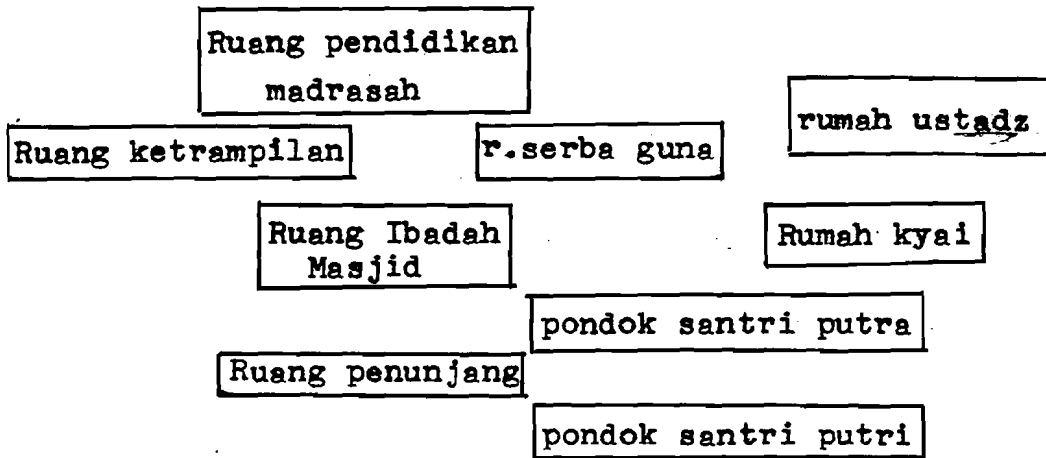 Ruang pendidikan
madrasah
rumah ustadz
Ruang ketrampilan
r.serba guna
Ruang Ibadah
Masjid
Rumah kyai
pondok santri putra
Ruang penunjang
pondok santri putri